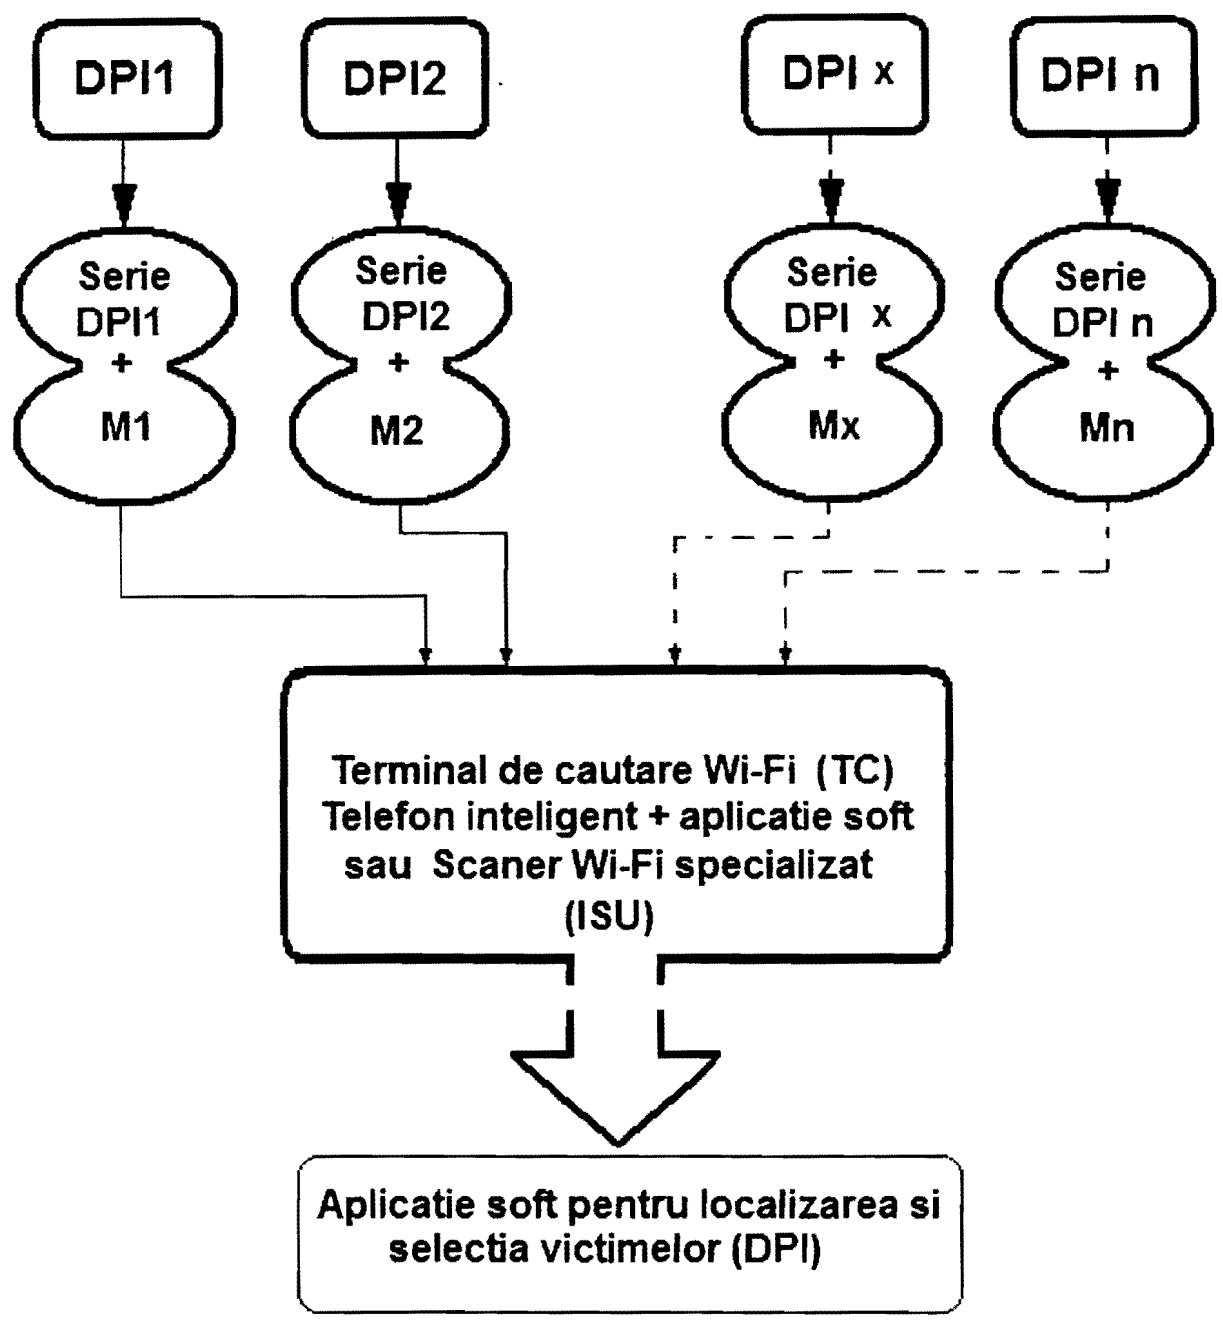 DPI1
DPI2
DPI x
DPI n
Serie
DPI1
+
M1
Serie
DPI2
+
M2
Serie
DPI x
+
Mx
Serie
DPI n
+
Mn
Terminal de cautare Wi-Fi (TC)
Telefon inteligent + aplicatie soft
sau Scaner Wi-Fi specializat
(ISU)
Aplicatie soft pentru localizarea si
selectia victimelor (DPI)